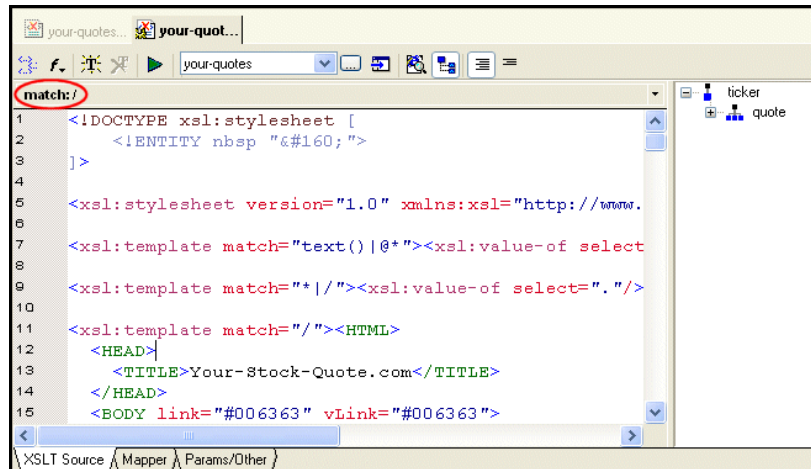 your-quotes... your-quot...
your-quotes
match: /
ticker
quote
1 <!DOCTYPE xsl:stylesheet [
2 <!ENTITY nbsp "&#160;">
3 ]>
4
5 <xsl:stylesheet version="1.0" xmlns:xsl="http://www.
6
7 <xsl:template match="text()|@*"><xsl:value-of select
8
9 <xsl:template match="*|/"><xsl:value-of select="."/>
10
11 <xsl:template match="/"><HTML>
12 <HEAD>
13 <TITLE>Your-Stock-Quote.com</TITLE>
14 </HEAD>
15 <BODY link="#006363" vLink="#006363">
XSLT Source Mapper Params/Other